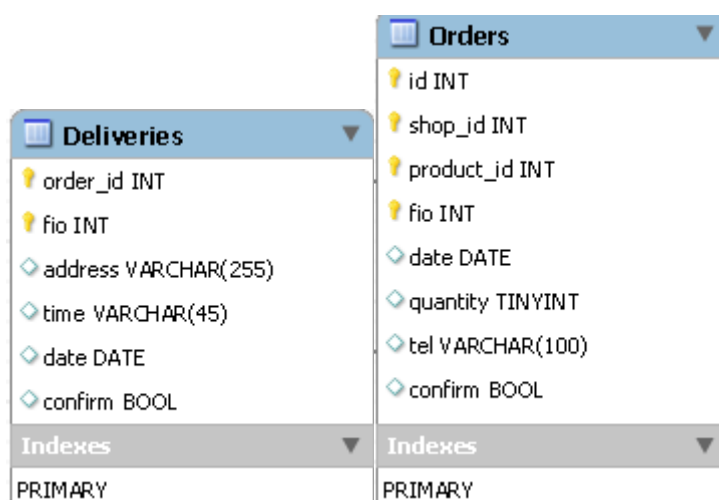 Deliveries
order_id INT
fio INT
address VARCHAR(255)
time VARCHAR(45)
date DATE
confirm BOOL
Indexes
PRIMARY
Orders
id INT
shop_id INT
product_id INT
fio INT
date DATE
quantity TINYINT
tel VARCHAR(100)
confirm BOOL
Indexes
PRIMARY